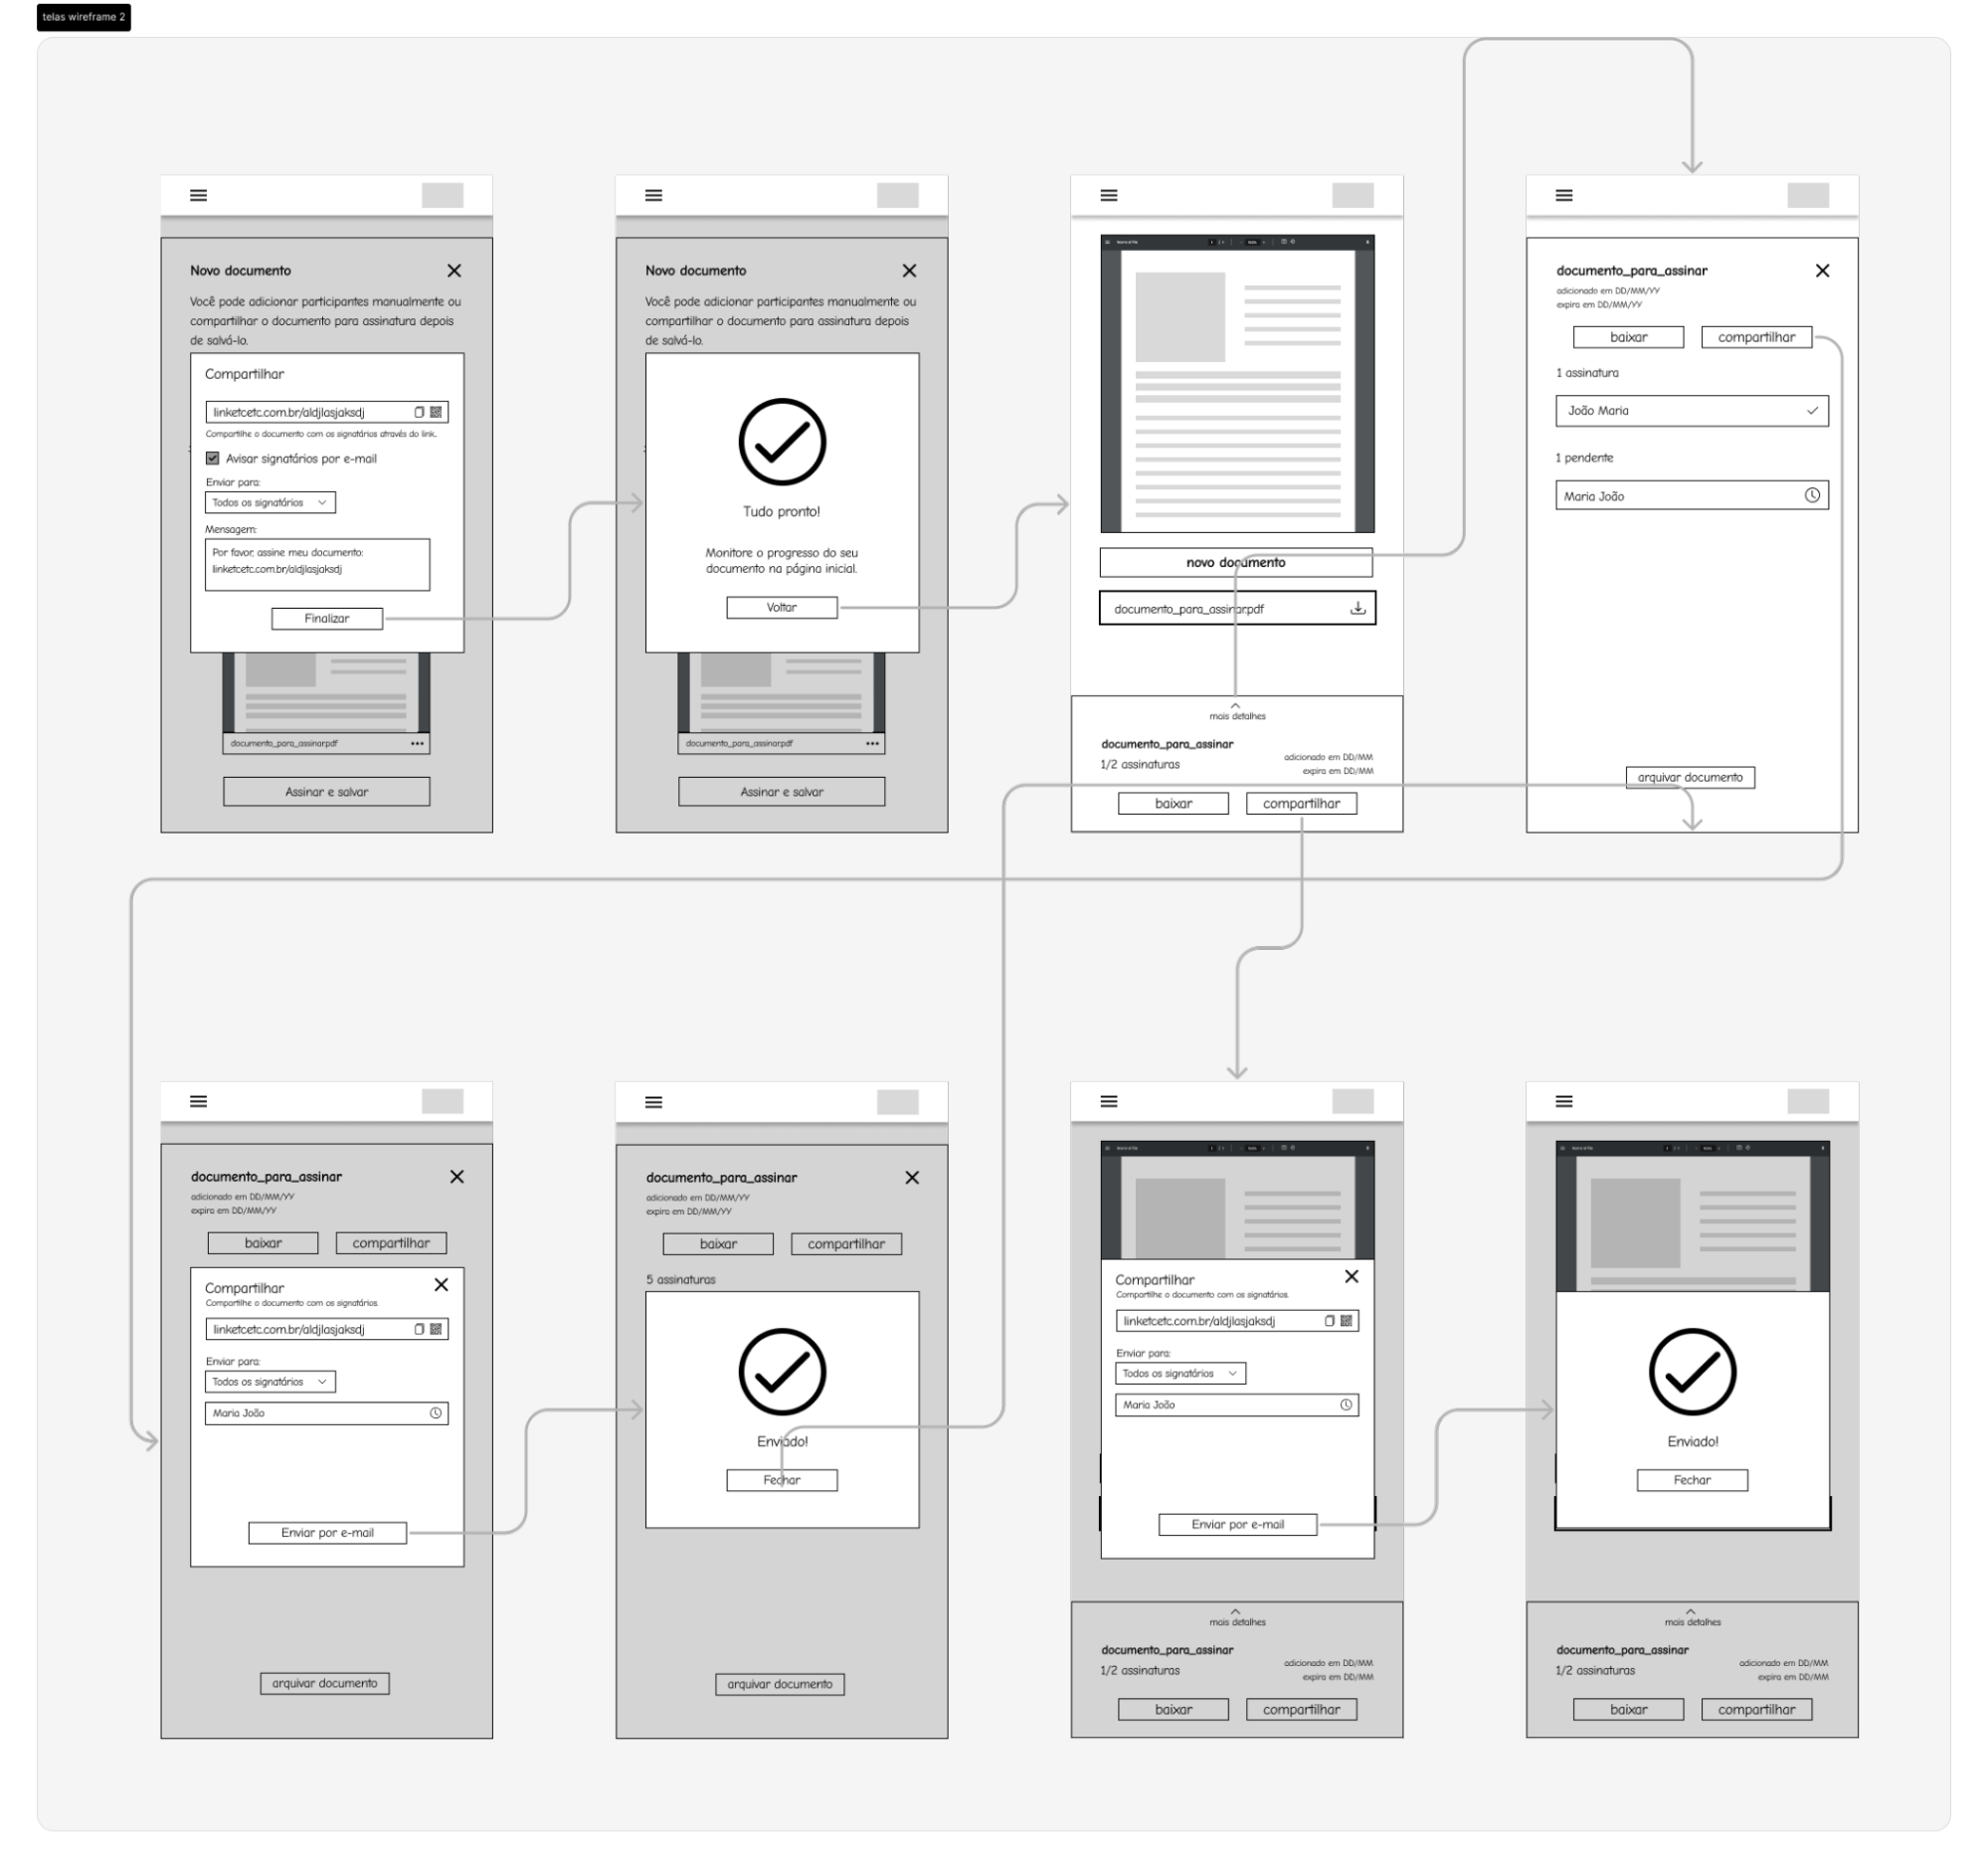 telas wireframe 2
Novo documento
Você pode adicionar participantes manualmente ou
compartilhar o documento para assinatura depois
de salvá-lo.
Compartilhar
linketcetc.com.br/aldjlasjaksdj
Compartilhe o documento com os signatários através do link.
Avisar signatários por e-mail
Enviar para:
Todos os signatórios
Mensagem:
Por favor, assine meu documento:
linketcetc.com.br/aldjlasjaksdj
Finalizar
documento_para_assinar.pdf
Assinar e salvar
Novo documento
Você pode adicionar participantes manualmente ou
compartilhar o documento para assinatura depois
de salvá-lo.
Tudo pronto!
Monitore o progresso do seu
documento na página inicial.
Voltar
documento_para_assinar.pdf
Assinar e salvar
novo documento
documento_para_assinar.pdf
mais detalhes
documento_para_assinar
1/2 assinaturas
adicionado em DD/MM
expira em DD/MM
baixar
compartilhar
documento_para_assinar
adicionado em DD/MM/YY
expira em DD/MM/YY
baixar
compartilhar
1 assinatura
João Maria
1 pendente
Maria João
arquivar documento
documento_para_assinar
adicionado em DD/MM/YY
expira em DD/MM/YY
baixar
compartilhar
Compartilhar
Compartilhe o documento com os signatários.
linketcetc.com.br/aldjlasjaksdj
Enviar para:
Todos os signatórios
Maria João
Enviar por e-mail
arquivar documento
documento_para_assinar
adicionado em DD/MM/YY
expira em DD/MM/YY
baixar
compartilhar
5 assinaturas
Enviado!
Fechar
arquivar documento
Compartilhar
Compartilhe o documento com os signatários.
linketcetc.com.br/aldjlasjaksdj
Enviar para:
Todos os signatórios
Maria João
Enviar por e-mail
mais detalhes
documento_para_assinar
1/2 assinaturas
adicionado em DD/MM
expira em DD/MM
baixar
compartilhar
Enviado!
Fechar
mais detalhes
documento_para_assinar
1/2 assinaturas
adicionado em DD/MM
expira em DD/MM
baixar
compartilhar